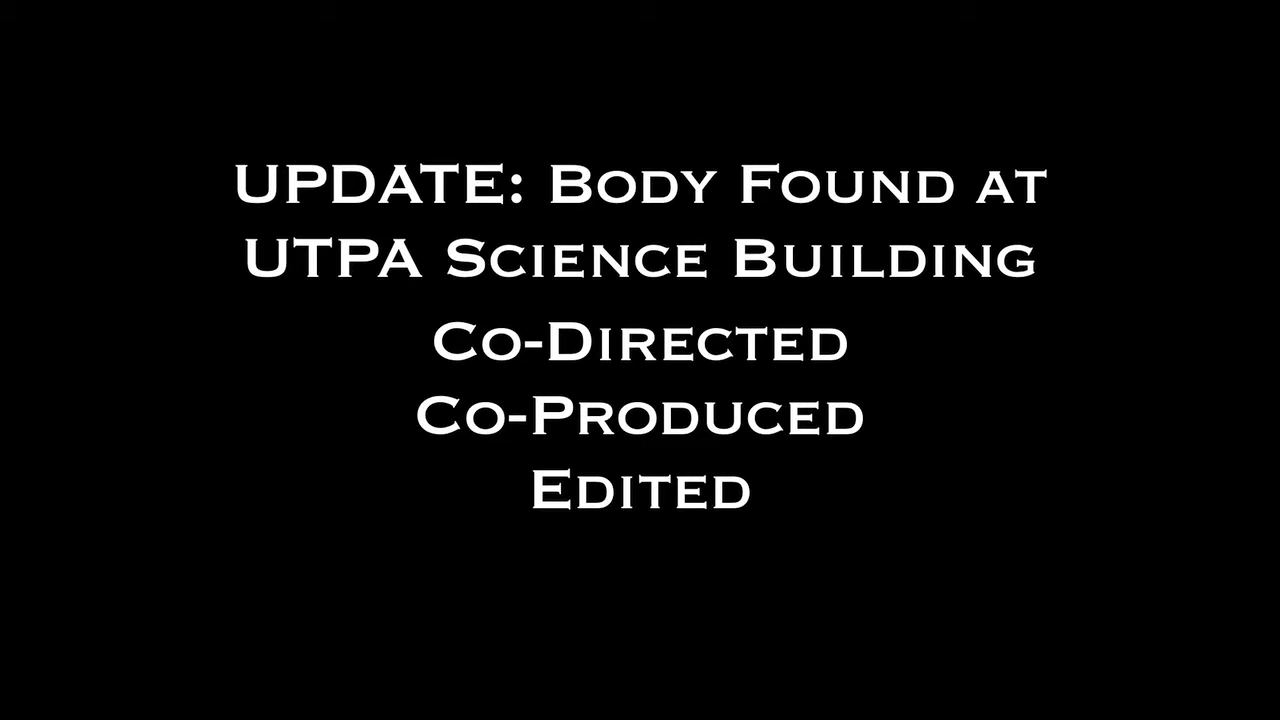 UPDATE: Body Found at
UTPA Science Building
Co-Directed
Co-Produced
Edited